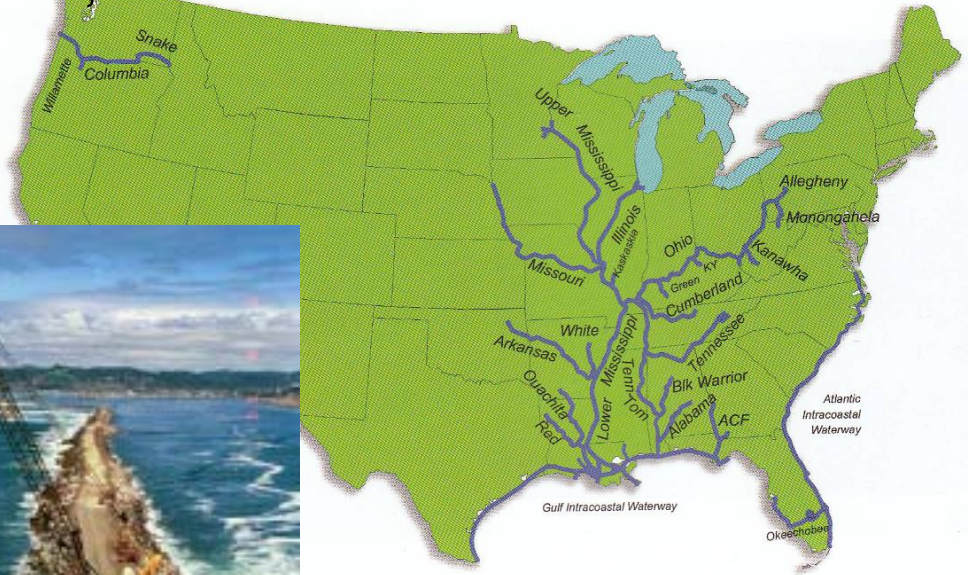 Snake
Columbia
Willamette
Upper
Mississippi
Illinois
Kaskaskia
Missouri
Ohio
Green
KY
Cumberland
Kanawha
Allegheny
Monongahela
White
Arkansas
Mississippi
Lower
Tennessee
Tenn-Tom
Blk Warrior
Alabama
ACF
Ouachita
Red
Atlantic
Intracoastal
Waterway
Gulf Intracoastal Waterway
Okeechobee